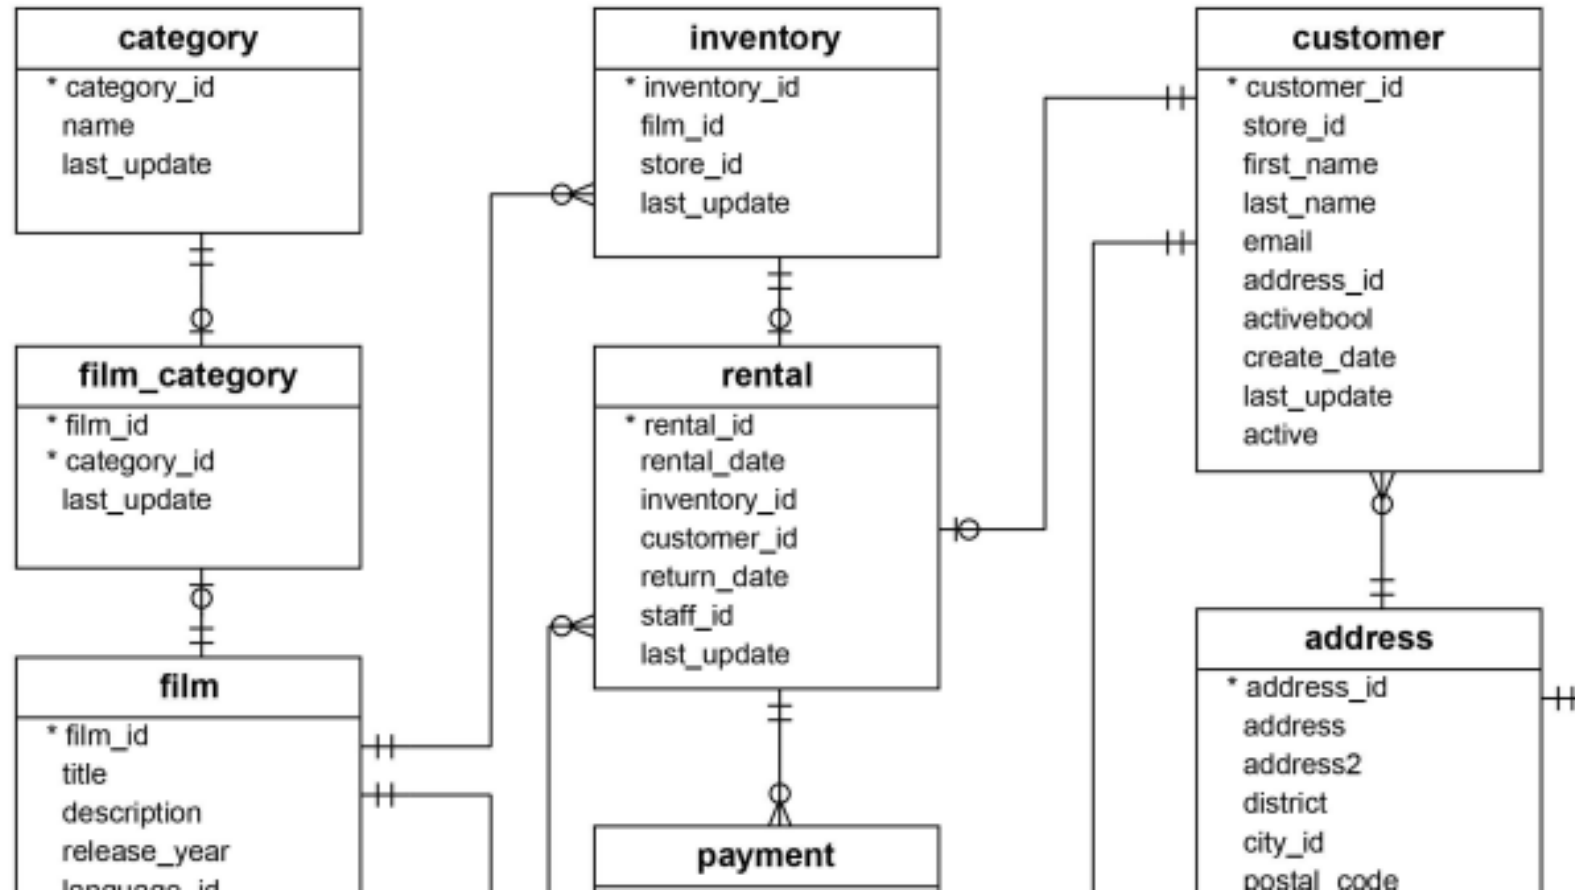 category
* category_id
name
last_update
film_category
* film_id
* category_id
last_update
film
* film_id
title
description
release_year
language_id
inventory
* inventory_id
film_id
store_id
last_update
rental
* rental_id
rental_date
inventory_id
customer_id
return_date
staff_id
last_update
payment
customer
* customer_id
store_id
first_name
last_name
email
address_id
activebool
create_date
last_update
active
address
* address_id
address
address2
district
city_id
postal_code